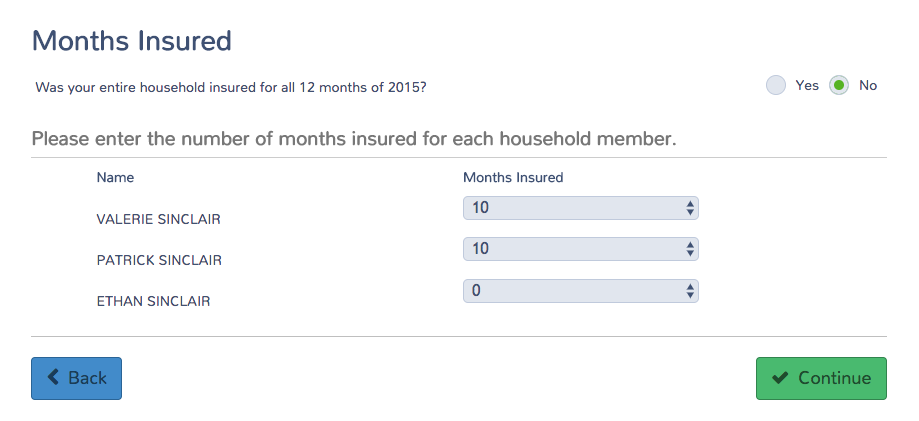 Months Insured
Was your entire household insured for all 12 months of 2015? Yes No
Please enter the number of months insured for each household member.
Name Months Insured
VALERIE SINCLAIR 10
PATRICK SINCLAIR 10
ETHAN SINCLAIR 0
Back Continue